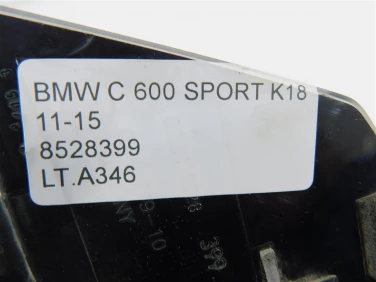 BMW C 600 SPORT K18
11-15
8528399
LT.A346